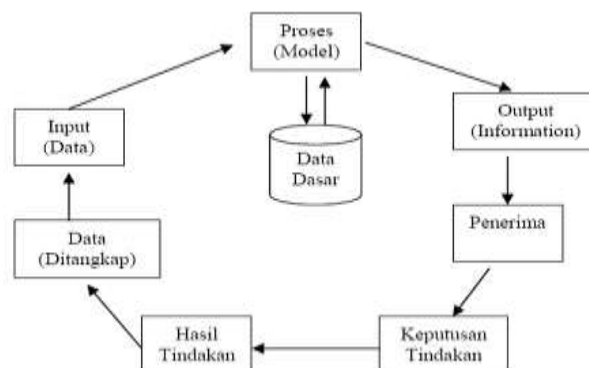 Proses
(Model)
Output
(Information)
Input
(Data)
Data
Dasar
Penerima
Data
(Ditangkap)
Hasil
Tindakan
Keputusan
Tindakan